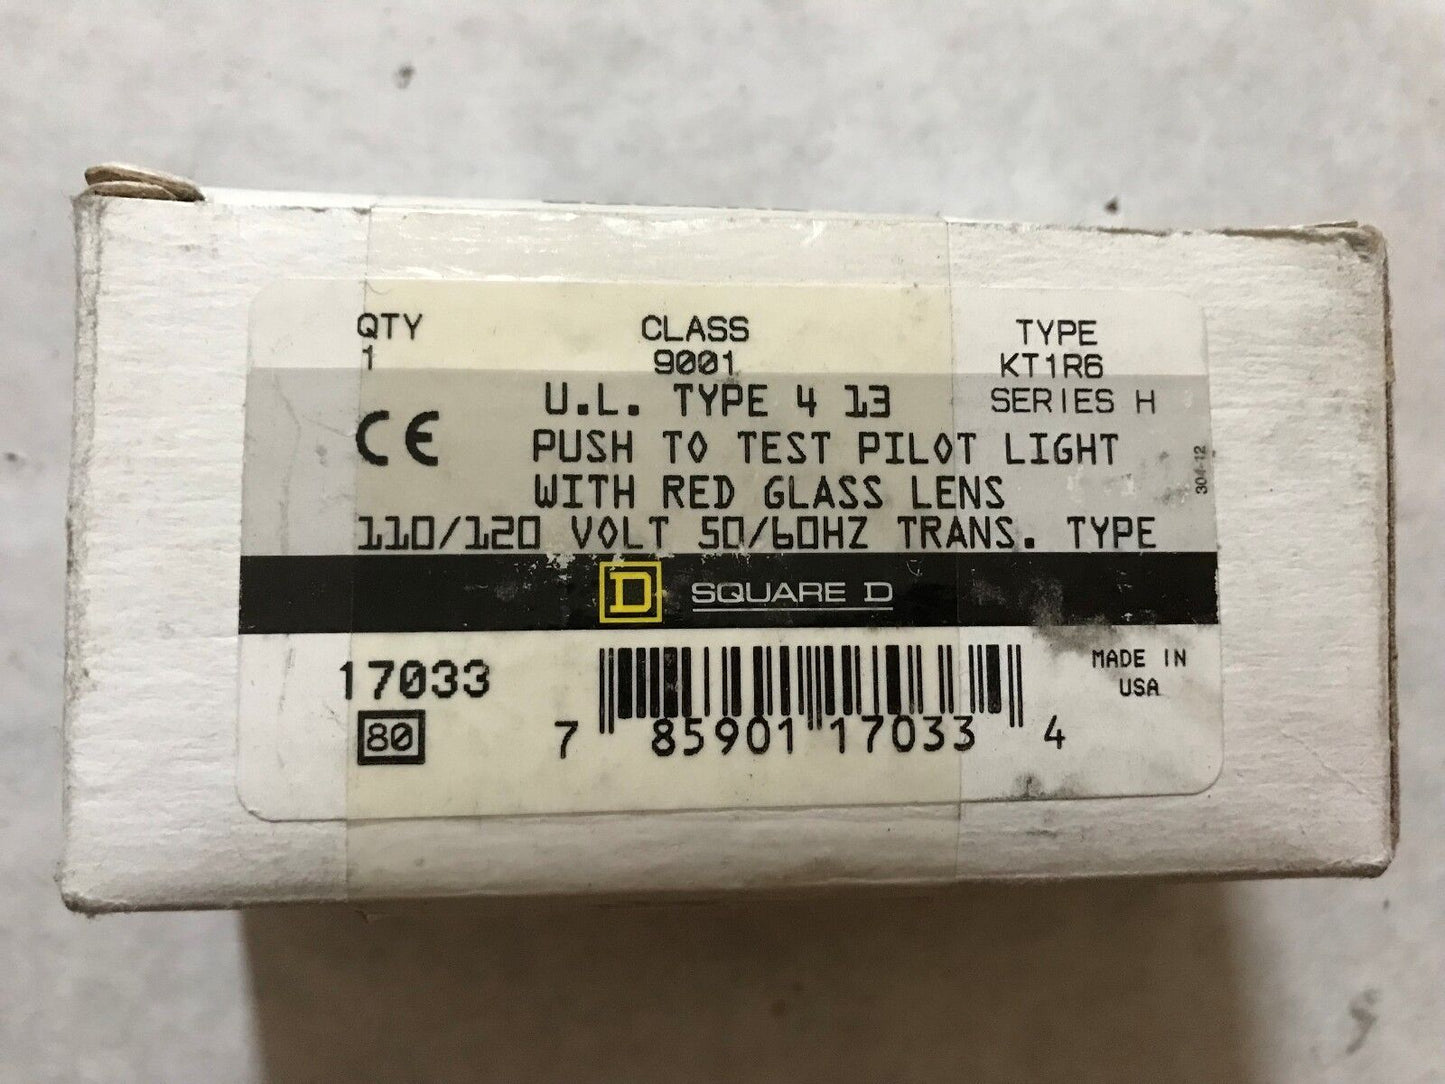 QTY CLASS TYPE
1 9001 KT1R6
U.L. TYPE 4 13 SERIES H
CE PUSH TO TEST PILOT LIGHT
WITH RED GLASS LENS
110/120 VOLT 50/60HZ TRANS. TYPE
304-12
D SQUARE D
17033 MADE IN
USA
80 7 85901 17033 4